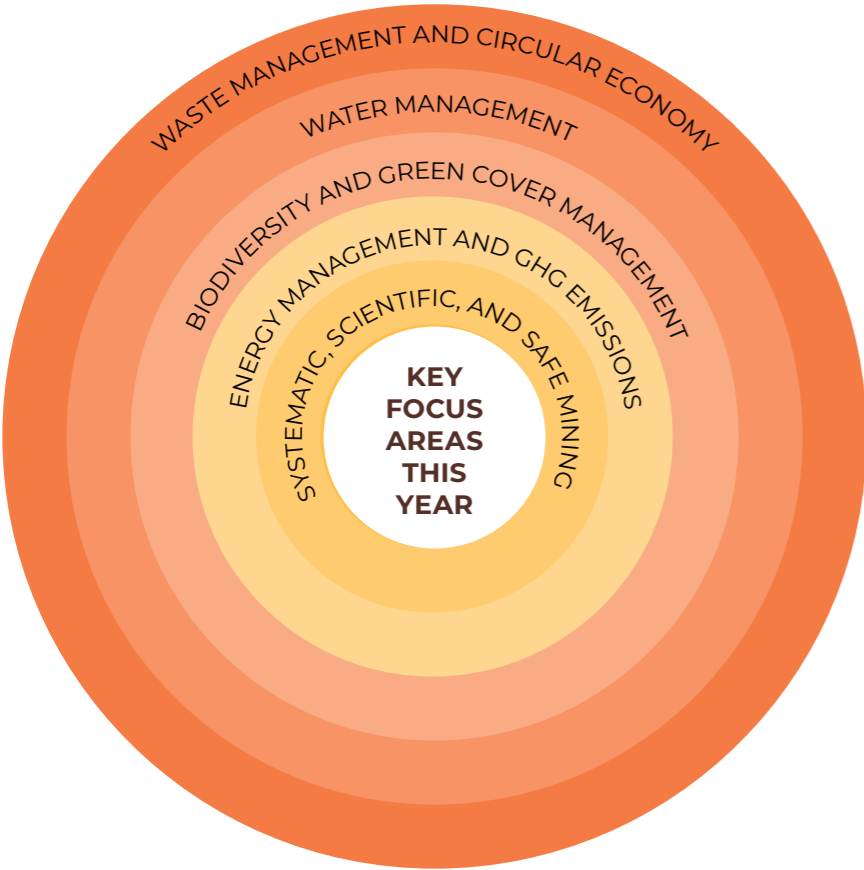 WASTE MANAGEMENT AND CIRCULAR ECONOMY
WATER MANAGEMENT
BIODIVERSITY AND GREEN COVER MANAGEMENT
ENERGY MANAGEMENT AND GHG EMISSIONS
SYSTEMATIC, SCIENTIFIC, AND SAFE MINING
KEY
FOCUS
AREAS
THIS
YEAR